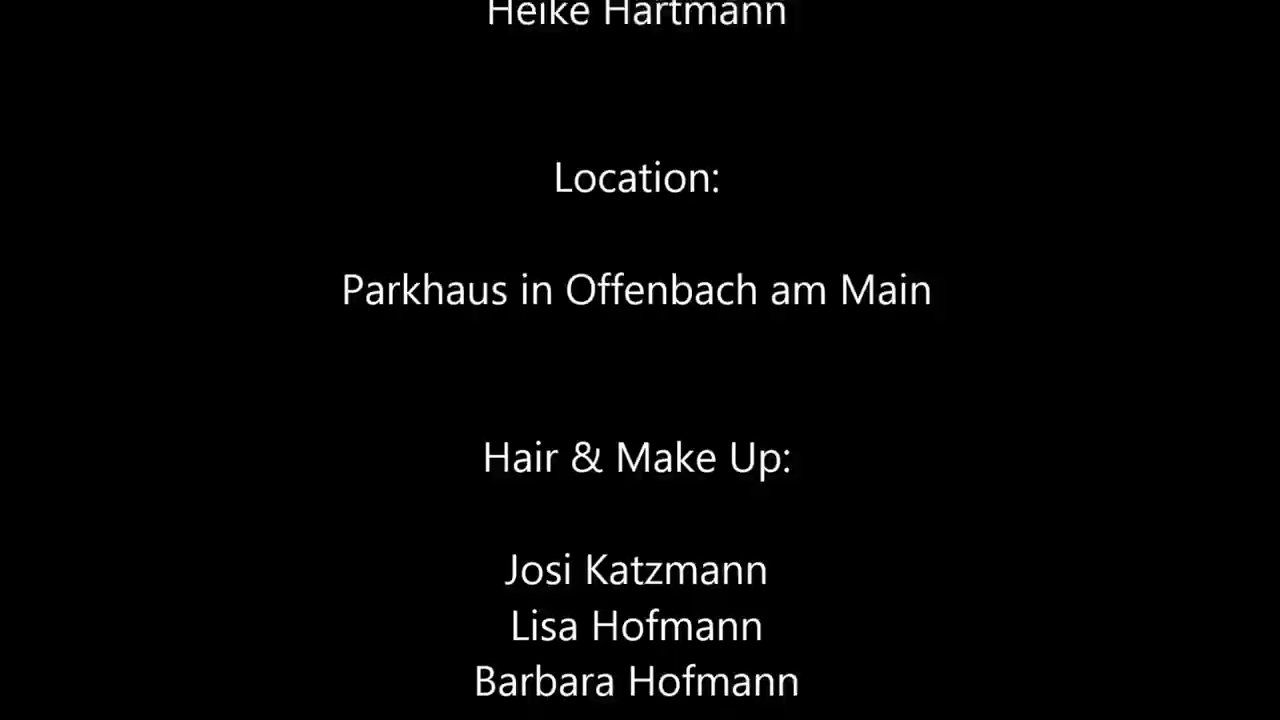 Heike Hartmann
Location:
Parkhaus in Offenbach am Main
Hair & Make Up:
Josi Katzmann
Lisa Hofmann
Barbara Hofmann